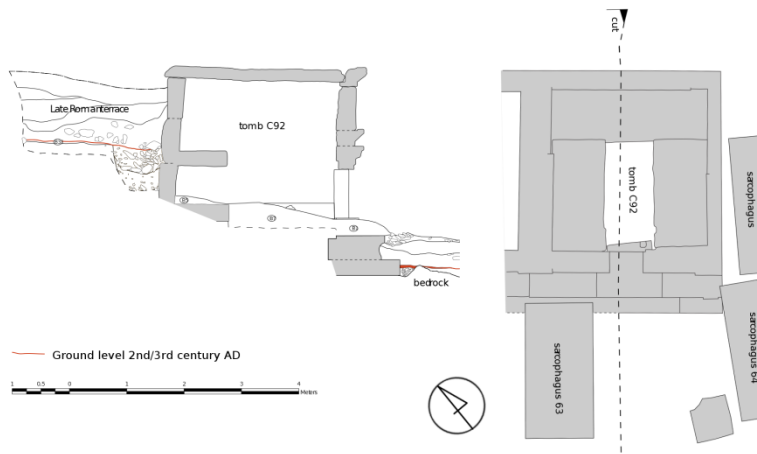 cut
Late Roman terrace
tomb C92
tomb C92
sarcophagus
bedrock
Ground level 2nd/3rd century AD
sarcophagus 63
sarcophagus 64
1 0.5 0 1 2 3 4
Meters